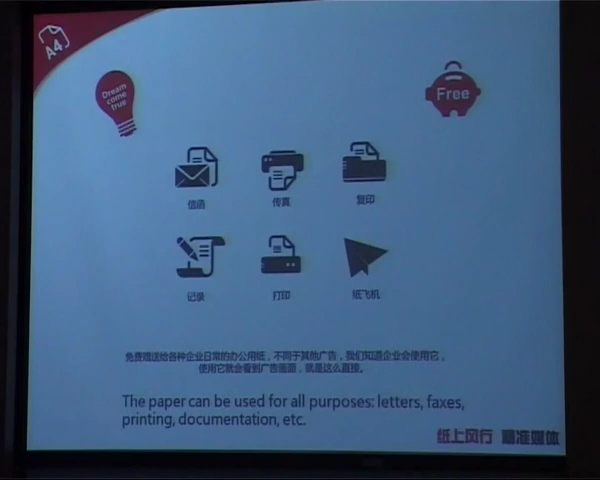 A4
Dream
come
true
Free
信函
传真
复印
记录
打印
纸飞机
免费赠送给各种企业日常的办公用纸，不同于其他广告，我们知道企业会使用它，
使用它就会看到广告画面，就是这么直接。
The paper can be used for all purposes: letters, faxes,
printing, documentation, etc.
纸上风行 精准媒体